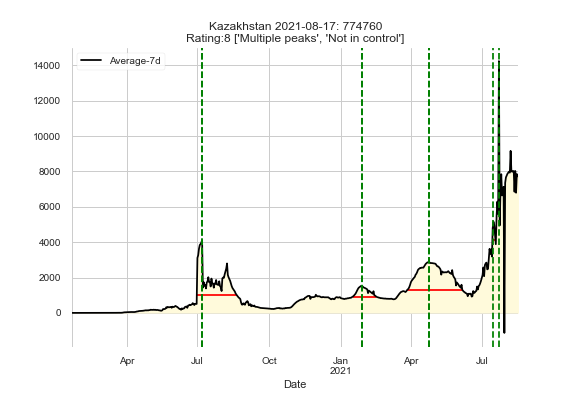 Kazakhstan 2021-08-17: 774760
Rating:8 ['Multiple peaks', 'Not in control']
Average-7d
14000
12000
10000
8000
6000
4000
2000
0
Apr Jul Oct Jan Apr Jul
2021
Date